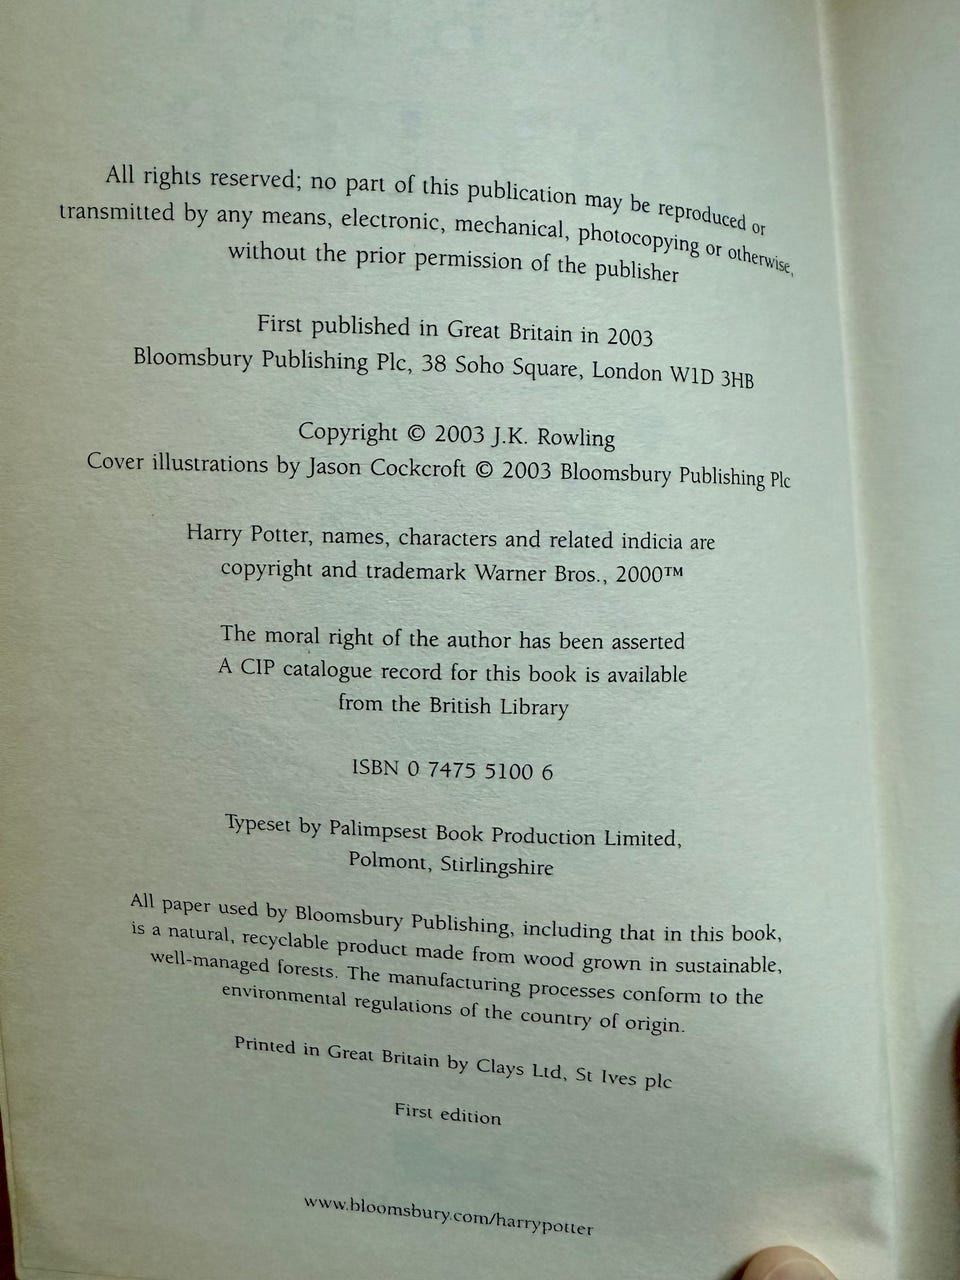 All rights reserved; no part of this publication may be reproduced or
transmitted by any means, electronic, mechanical, photocopying or otherwise,
without the prior permission of the publisher
First published in Great Britain in 2003
Bloomsbury Publishing Plc, 38 Soho Square, London W1D 3HB
Copyright © 2003 J.K. Rowling
Cover illustrations by Jason Cockcroft © 2003 Bloomsbury Publishing Plc
Harry Potter, names, characters and related indicia are
copyright and trademark Warner Bros., 2000™
The moral right of the author has been asserted
A CIP catalogue record for this book is available
from the British Library
ISBN 0 7475 5100 6
Typeset by Palimpsest Book Production Limited,
Polmont, Stirlingshire
All paper used by Bloomsbury Publishing, including that in this book,
is a natural, recyclable product made from wood grown in sustainable,
well-managed forests. The manufacturing processes conform to the
environmental regulations of the country of origin.
Printed in Great Britain by Clays Ltd, St Ives plc
First edition
www.bloomsbury.com/harrypotter